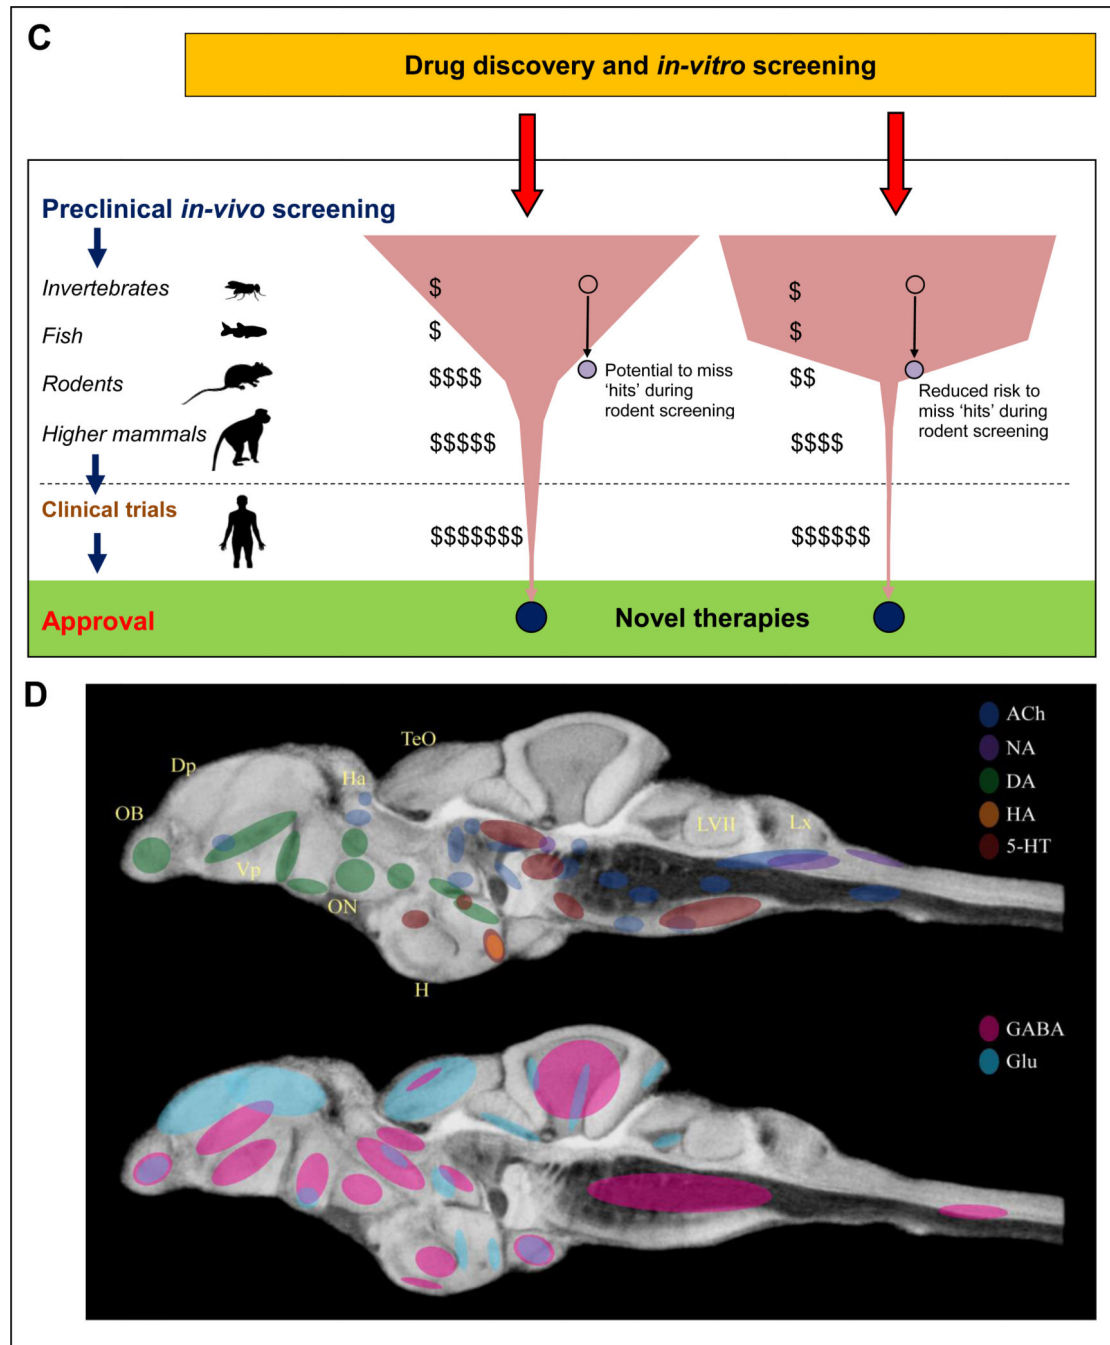 C
Drug discovery and in-vitro screening
Preclinical in-vivo screening
Invertebrates
$
$
Fish
$
$
Rodents
$$$$
Potential to miss
‘hits’ during
rodent screening
$$
Reduced risk to
miss ‘hits’ during
rodent screening
Higher mammals
$$$$$
$$$$
Clinical trials
$$$$$$$
$$$$$$
Approval
Novel therapies
D
TeO
Dp
Ha
OB
Vp
ON
H
LVII
Lx
ACh
NA
DA
HA
5-HT
GABA
Glu